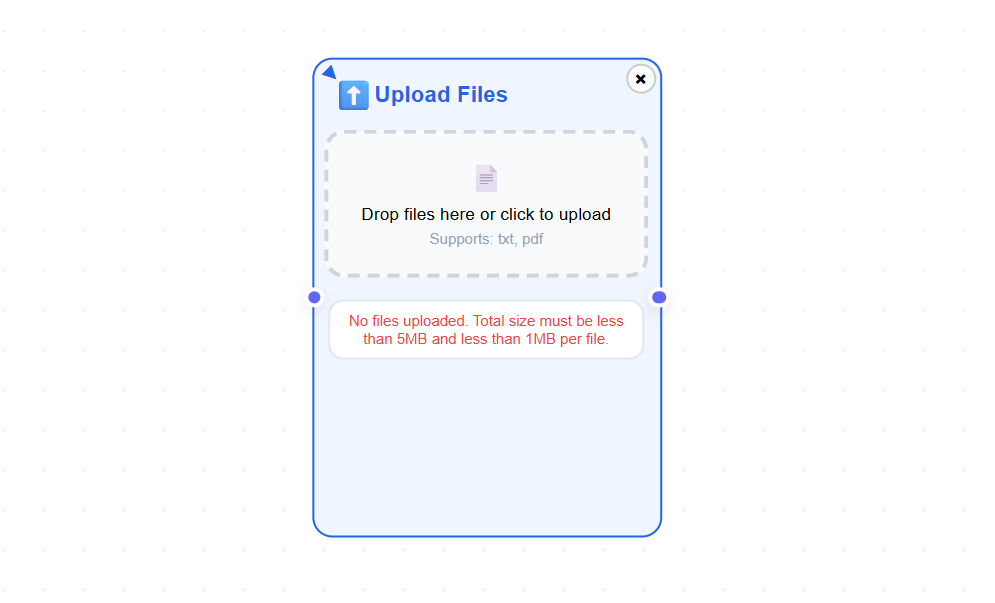 Upload Files
Drop files here or click to upload
Supports: txt, pdf
No files uploaded. Total size must be less
than 5MB and less than 1MB per file.